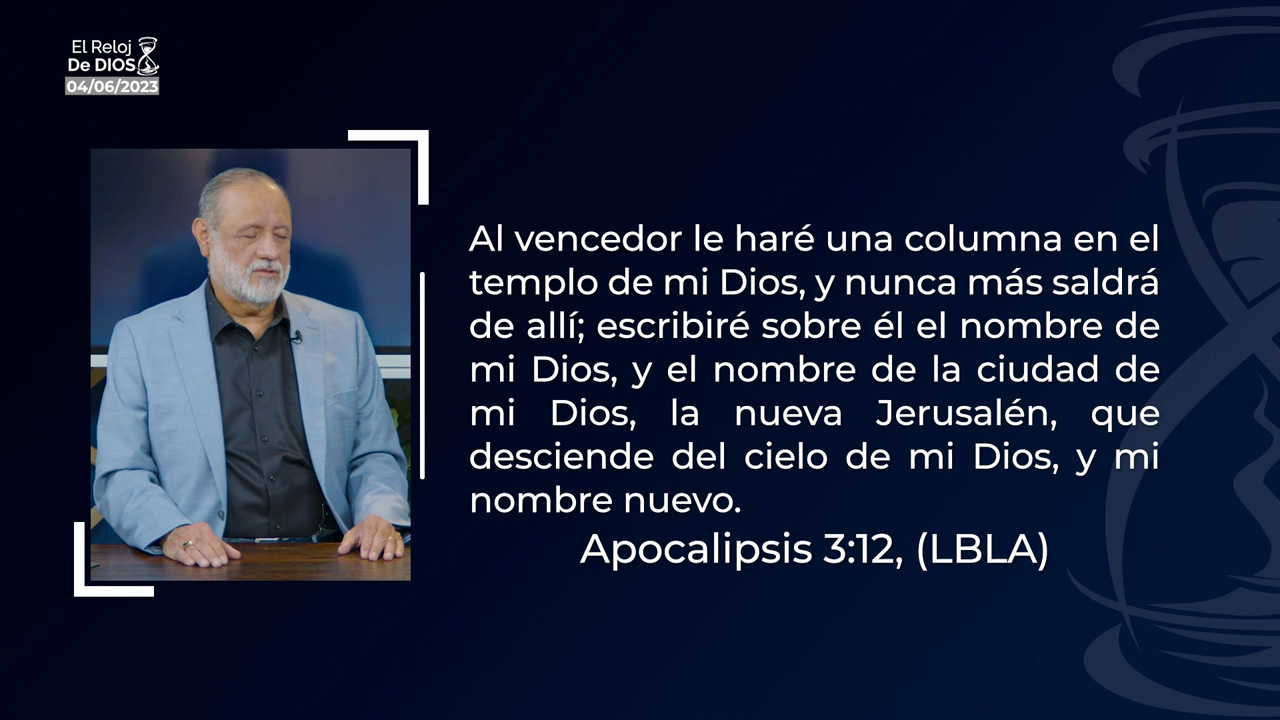 El Reloj
De DIOS
04/06/2023
Al vencedor le haré una columna en el
templo de mi Dios, y nunca más saldrá
de allí; escribiré sobre él el nombre de
mi Dios, y el nombre de la ciudad de
mi Dios, la nueva Jerusalén, que
desciende del cielo de mi Dios, y mi
nombre nuevo.
Apocalipsis 3:12, (LBLA)